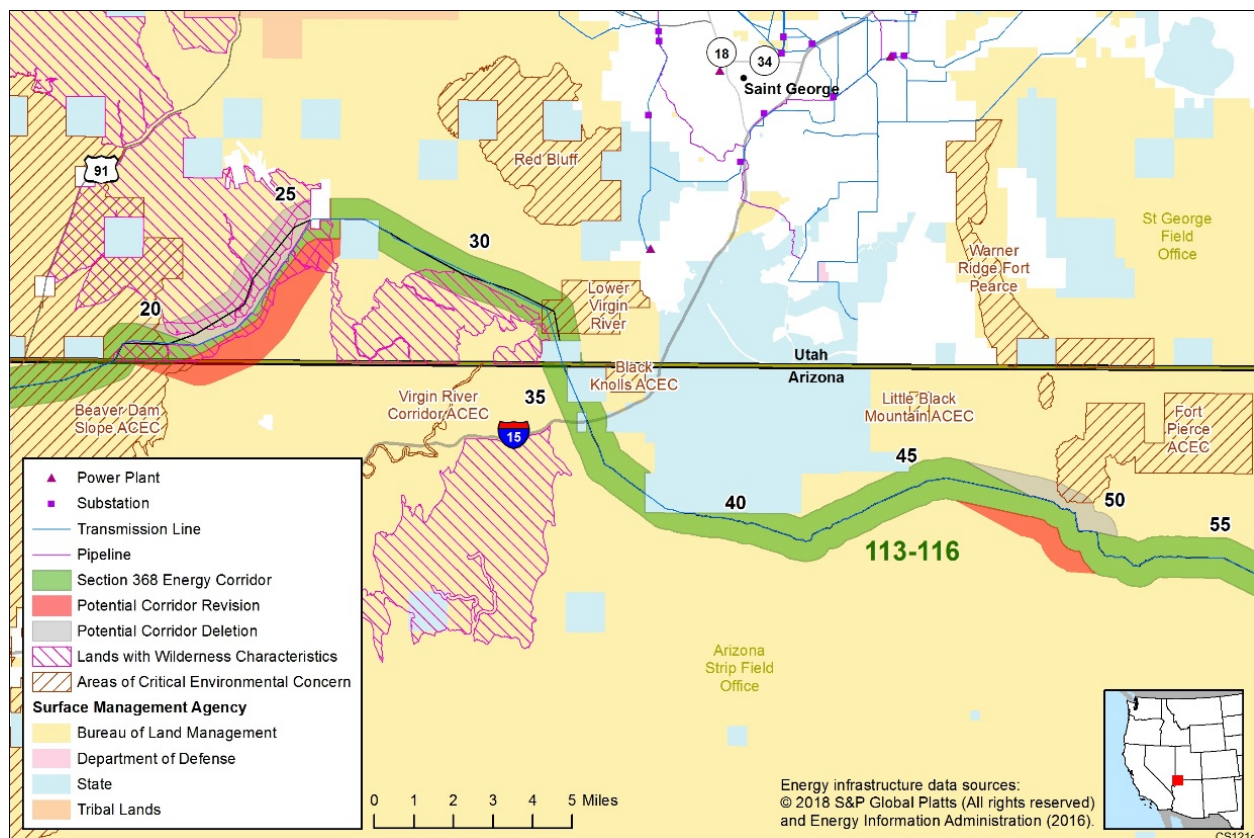 18
34
Saint George
Red Bluff
91
25
St George
Field
Office
30
Warner
Ridge Fort
Pearce
Lower
Virgin
River
20
Utah
Arizona
Black
Knolls ACEC
Beaver Dam
Slope ACEC
Virgin River
Corridor ACEC
35
Little Black
Mountain ACEC
Fort
Pierce
ACEC
15
45
40
50
55
113-116
Arizona
Strip Field
Office
Power Plant
Substation
Transmission Line
Pipeline
Section 368 Energy Corridor
Potential Corridor Revision
Potential Corridor Deletion
Lands with Wilderness Characteristics
Areas of Critical Environmental Concern
Surface Management Agency
Bureau of Land Management
Department of Defense
State
Tribal Lands
0 1 2 3 4 5 Miles
Energy infrastructure data sources:
© 2018 S&P Global Platts (All rights reserved)
and Energy Information Administration (2016).